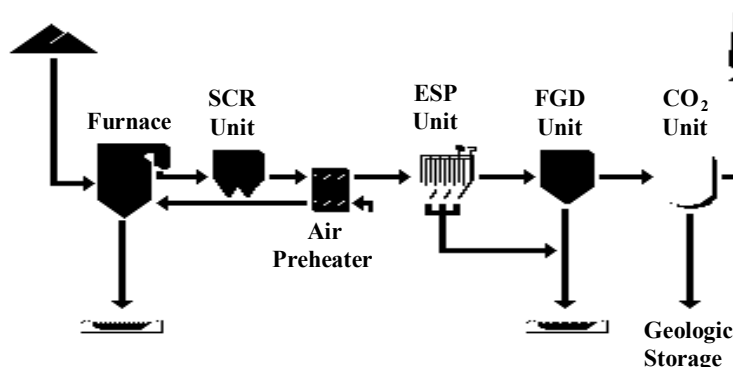 Furnace
SCR
Unit
Air
Preheater
ESP
Unit
FGD
Unit
CO₂
Unit
Geologic
Storage